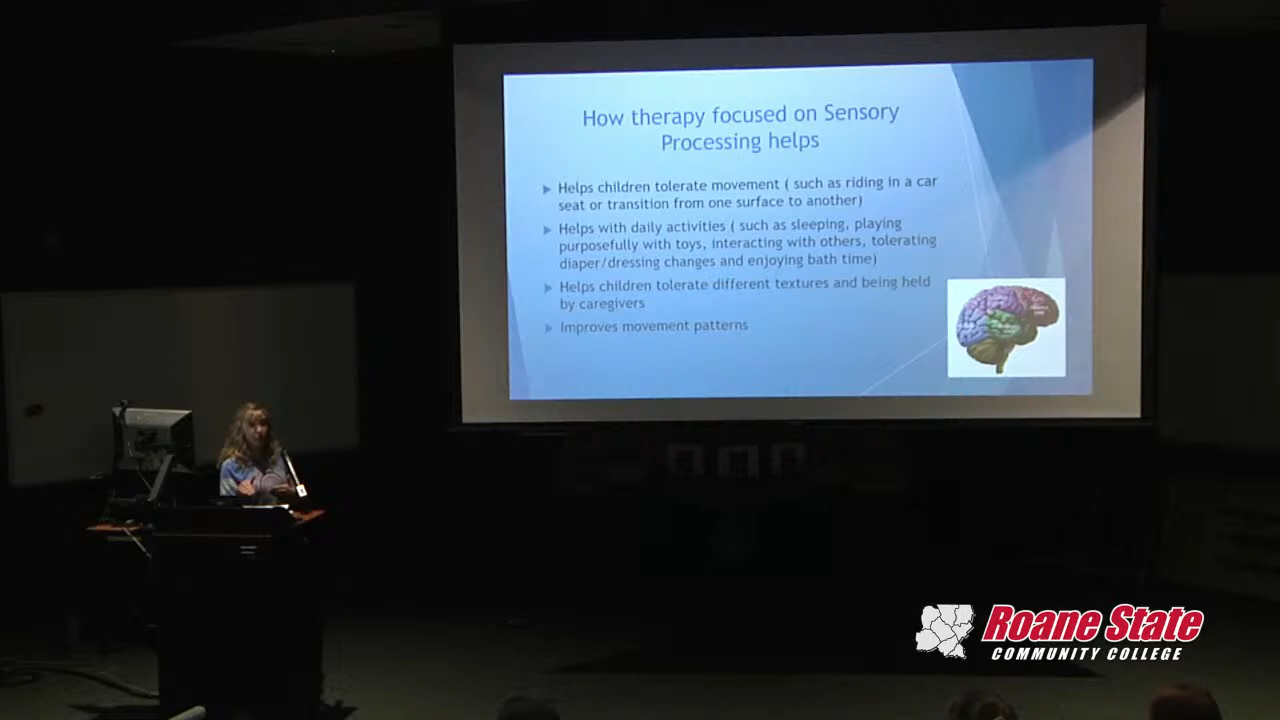 How therapy focused on Sensory
Processing helps
Helps children tolerate movement ( such as riding in a car
seat or transition from one surface to another)
Helps with daily activities ( such as sleeping, playing
purposefully with toys, interacting with others, tolerating
diaper/dressing changes and enjoying bath time)
Helps children tolerate different textures and being held
by caregivers
Improves movement patterns
Roane State
COMMUNITY COLLEGE